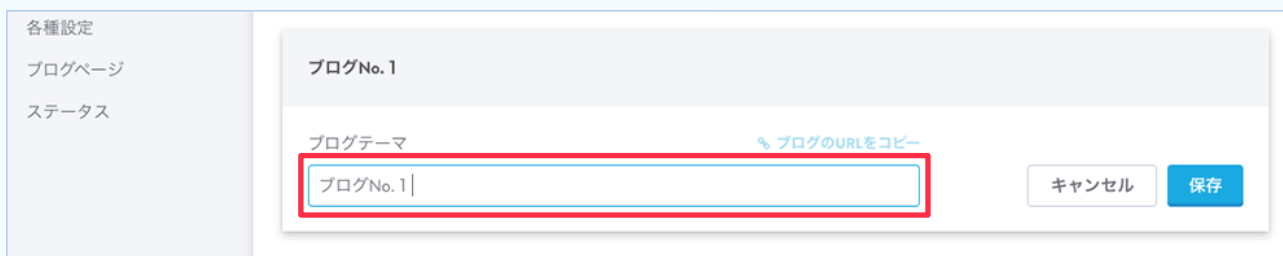 各種設定
ブログページ
ステータス
ブログNo. 1
ブログテーマ
ブログのURLをコピー
ブログNo. 1
キャンセル
保存